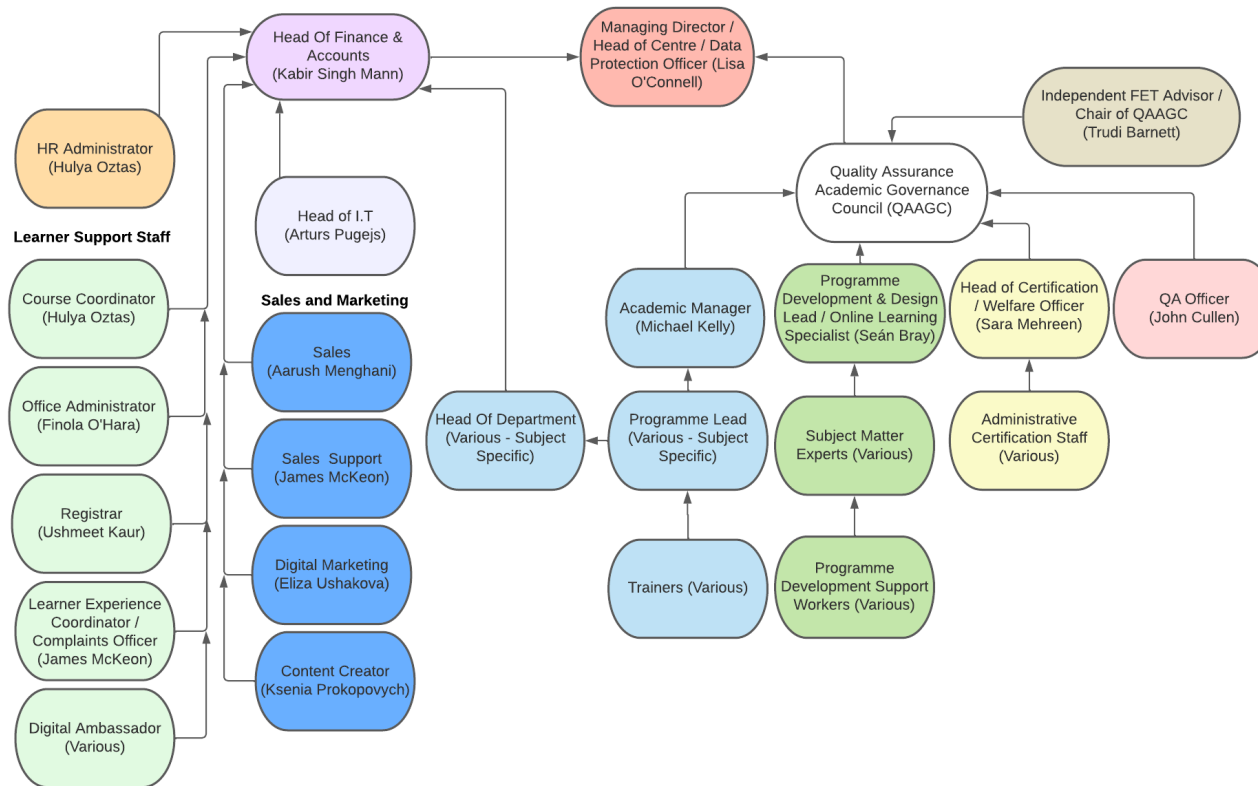 Head Of Finance &
Accounts
(Kabir Singh Mann)
Managing Director /
Head of Centre / Data
Protection Officer (Lisa
O'Connell)
Independent FET Advisor /
Chair of QAAGC
(Trudi Barnett)
HR Administrator
(Hulya Oztas)
Quality Assurance
Academic Governance
Council (QAAGC)
Head of I.T
(Arturs Pugejs)
Learner Support Staff
Course Coordinator
(Hulya Oztas)
Office Administrator
(Finola O'Hara)
Registrar
(Ushmeet Kaur)
Learner Experience
Coordinator /
Complaints Officer
(James McKeon)
Digital Ambassador
(Various)
Sales and Marketing
Sales
(Aarush Menghani)
Sales  Support
(James McKeon)
Digital Marketing
(Eliza Ushakova)
Content Creator
(Ksenia Prokopovych)
Academic Manager
(Michael Kelly)
Programme
Development & Design
Lead / Online Learning
Specialist (Seán Bray)
Head of Certification
/ Welfare Officer
(Sara Mehreen)
QA Officer
(John Cullen)
Head Of Department
(Various - Subject
Specific)
Programme Lead
(Various - Subject
Specific)
Subject Matter
Experts (Various)
Administrative
Certification Staff
(Various)
Trainers (Various)
Programme
Development Support
Workers (Various)